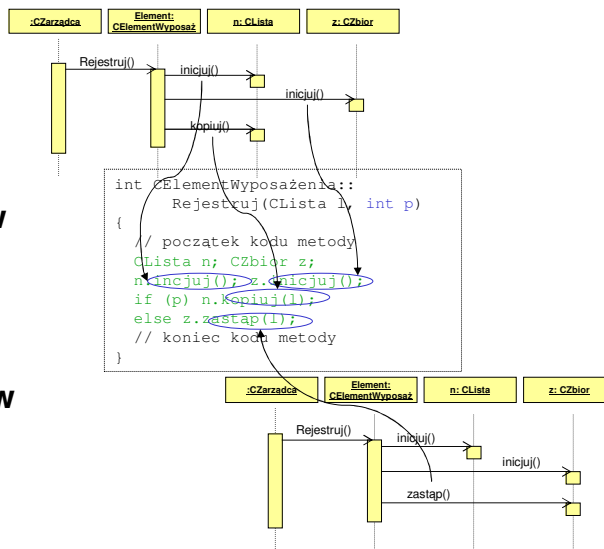 :CZarządca
Element:
CElementWyposaż
n: CLista
z: CZbior
Rejestruj()
inicjuj()
inicjuj()
kopiuj()
int CElementWyposażenia::
Rejestruj(CLista l, int p)
{
// początek kodu metody
CLista n; CZbior z;
n.incjuj(); z.inicjuj();
if (p) n.kopiuj(l);
else z.zastąp(l);
// koniec kodu metody
}
w
w
:CZarządca
Element:
CElementWyposaż
n: CLista
z: CZbior
Rejestruj()
inicjuj()
inicjuj()
zastąp()